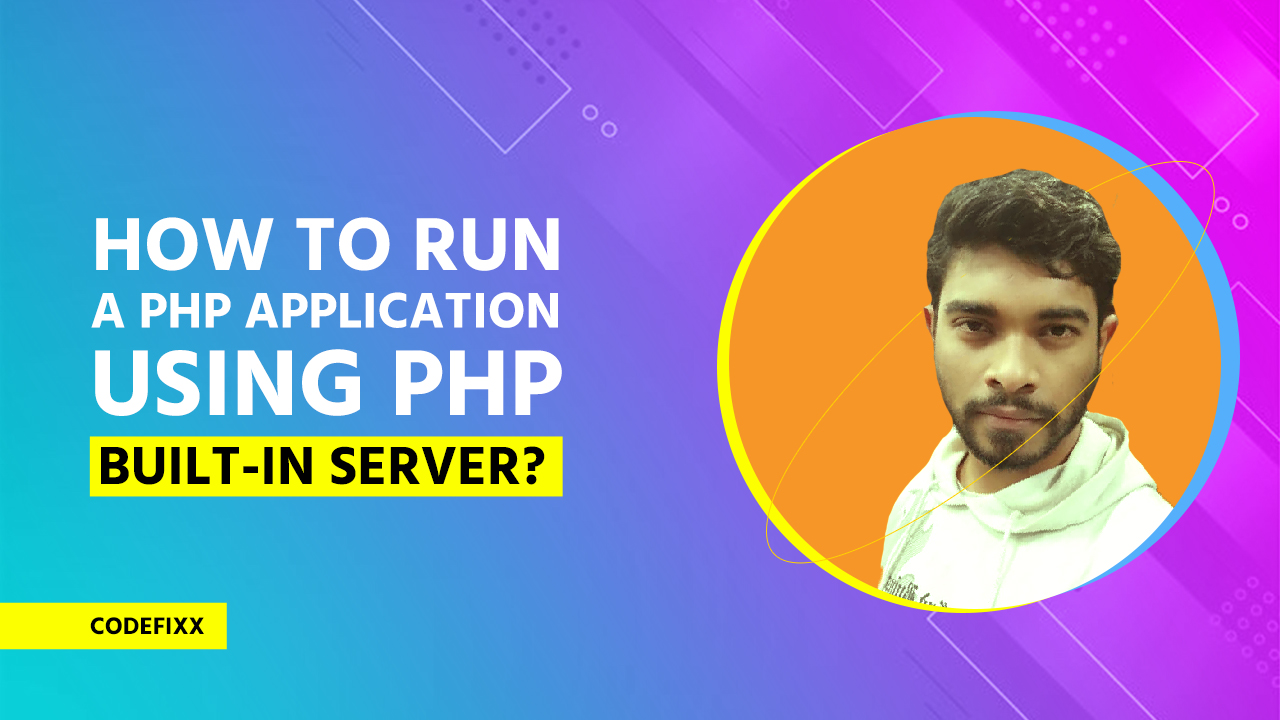 HOW TO RUN
A PHP APPLICATION
USING PHP
BUILT-IN SERVER?
CODEFIXX